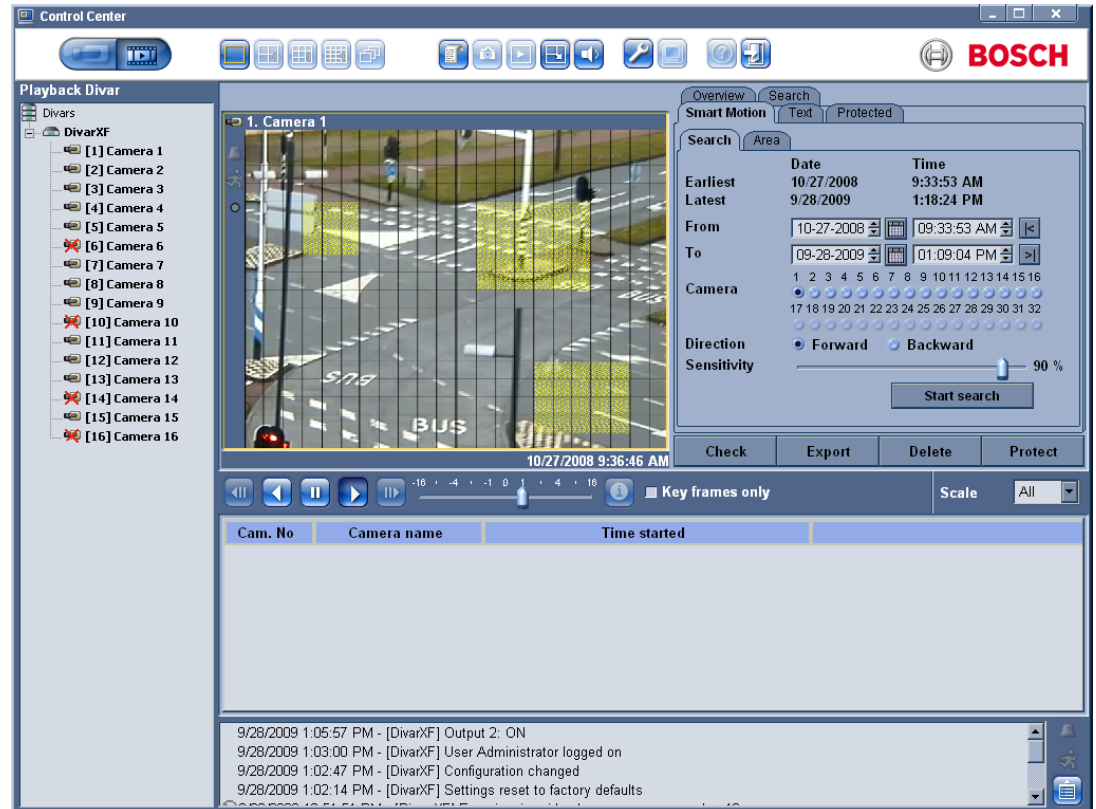 Control Center
BOSCH
Playback Divar
Divars
DivarXF
[1] Camera 1
[2] Camera 2
[3] Camera 3
[4] Camera 4
[5] Camera 5
[6] Camera 6
[7] Camera 7
[8] Camera 8
[9] Camera 9
[10] Camera 10
[11] Camera 11
[12] Camera 12
[13] Camera 13
[14] Camera 14
[15] Camera 15
[16] Camera 16
1. Camera 1
BUS
BUS
10/27/2008 9:36:46 AM
Overview Search
Smart Motion Text Protected
Search Area
Date Time
Earliest 10/27/2008 9:33:53 AM
Latest 9/28/2009 1:18:24 PM
From 10-27-2008 09:33:53 AM
To 09-28-2009 01:09:04 PM
1 2 3 4 5 6 7 8 9 10 11 12 13 14 15 16
Camera
17 18 19 20 21 22 23 24 25 26 27 28 29 30 31 32
Direction Forward Backward
Sensitivity 90 %
Start search
Check Export Delete Protect
-16 -4 -1 0 1 4 16
Key frames only
Scale All
Cam. No Camera name Time started
9/28/2009 1:05:57 PM - [DivarXF] Output 2: ON
9/28/2009 1:03:00 PM - [DivarXF] User Administrator logged on
9/28/2009 1:02:47 PM - [DivarXF] Configuration changed
9/28/2009 1:02:14 PM - [DivarXF] Settings reset to factory defaults